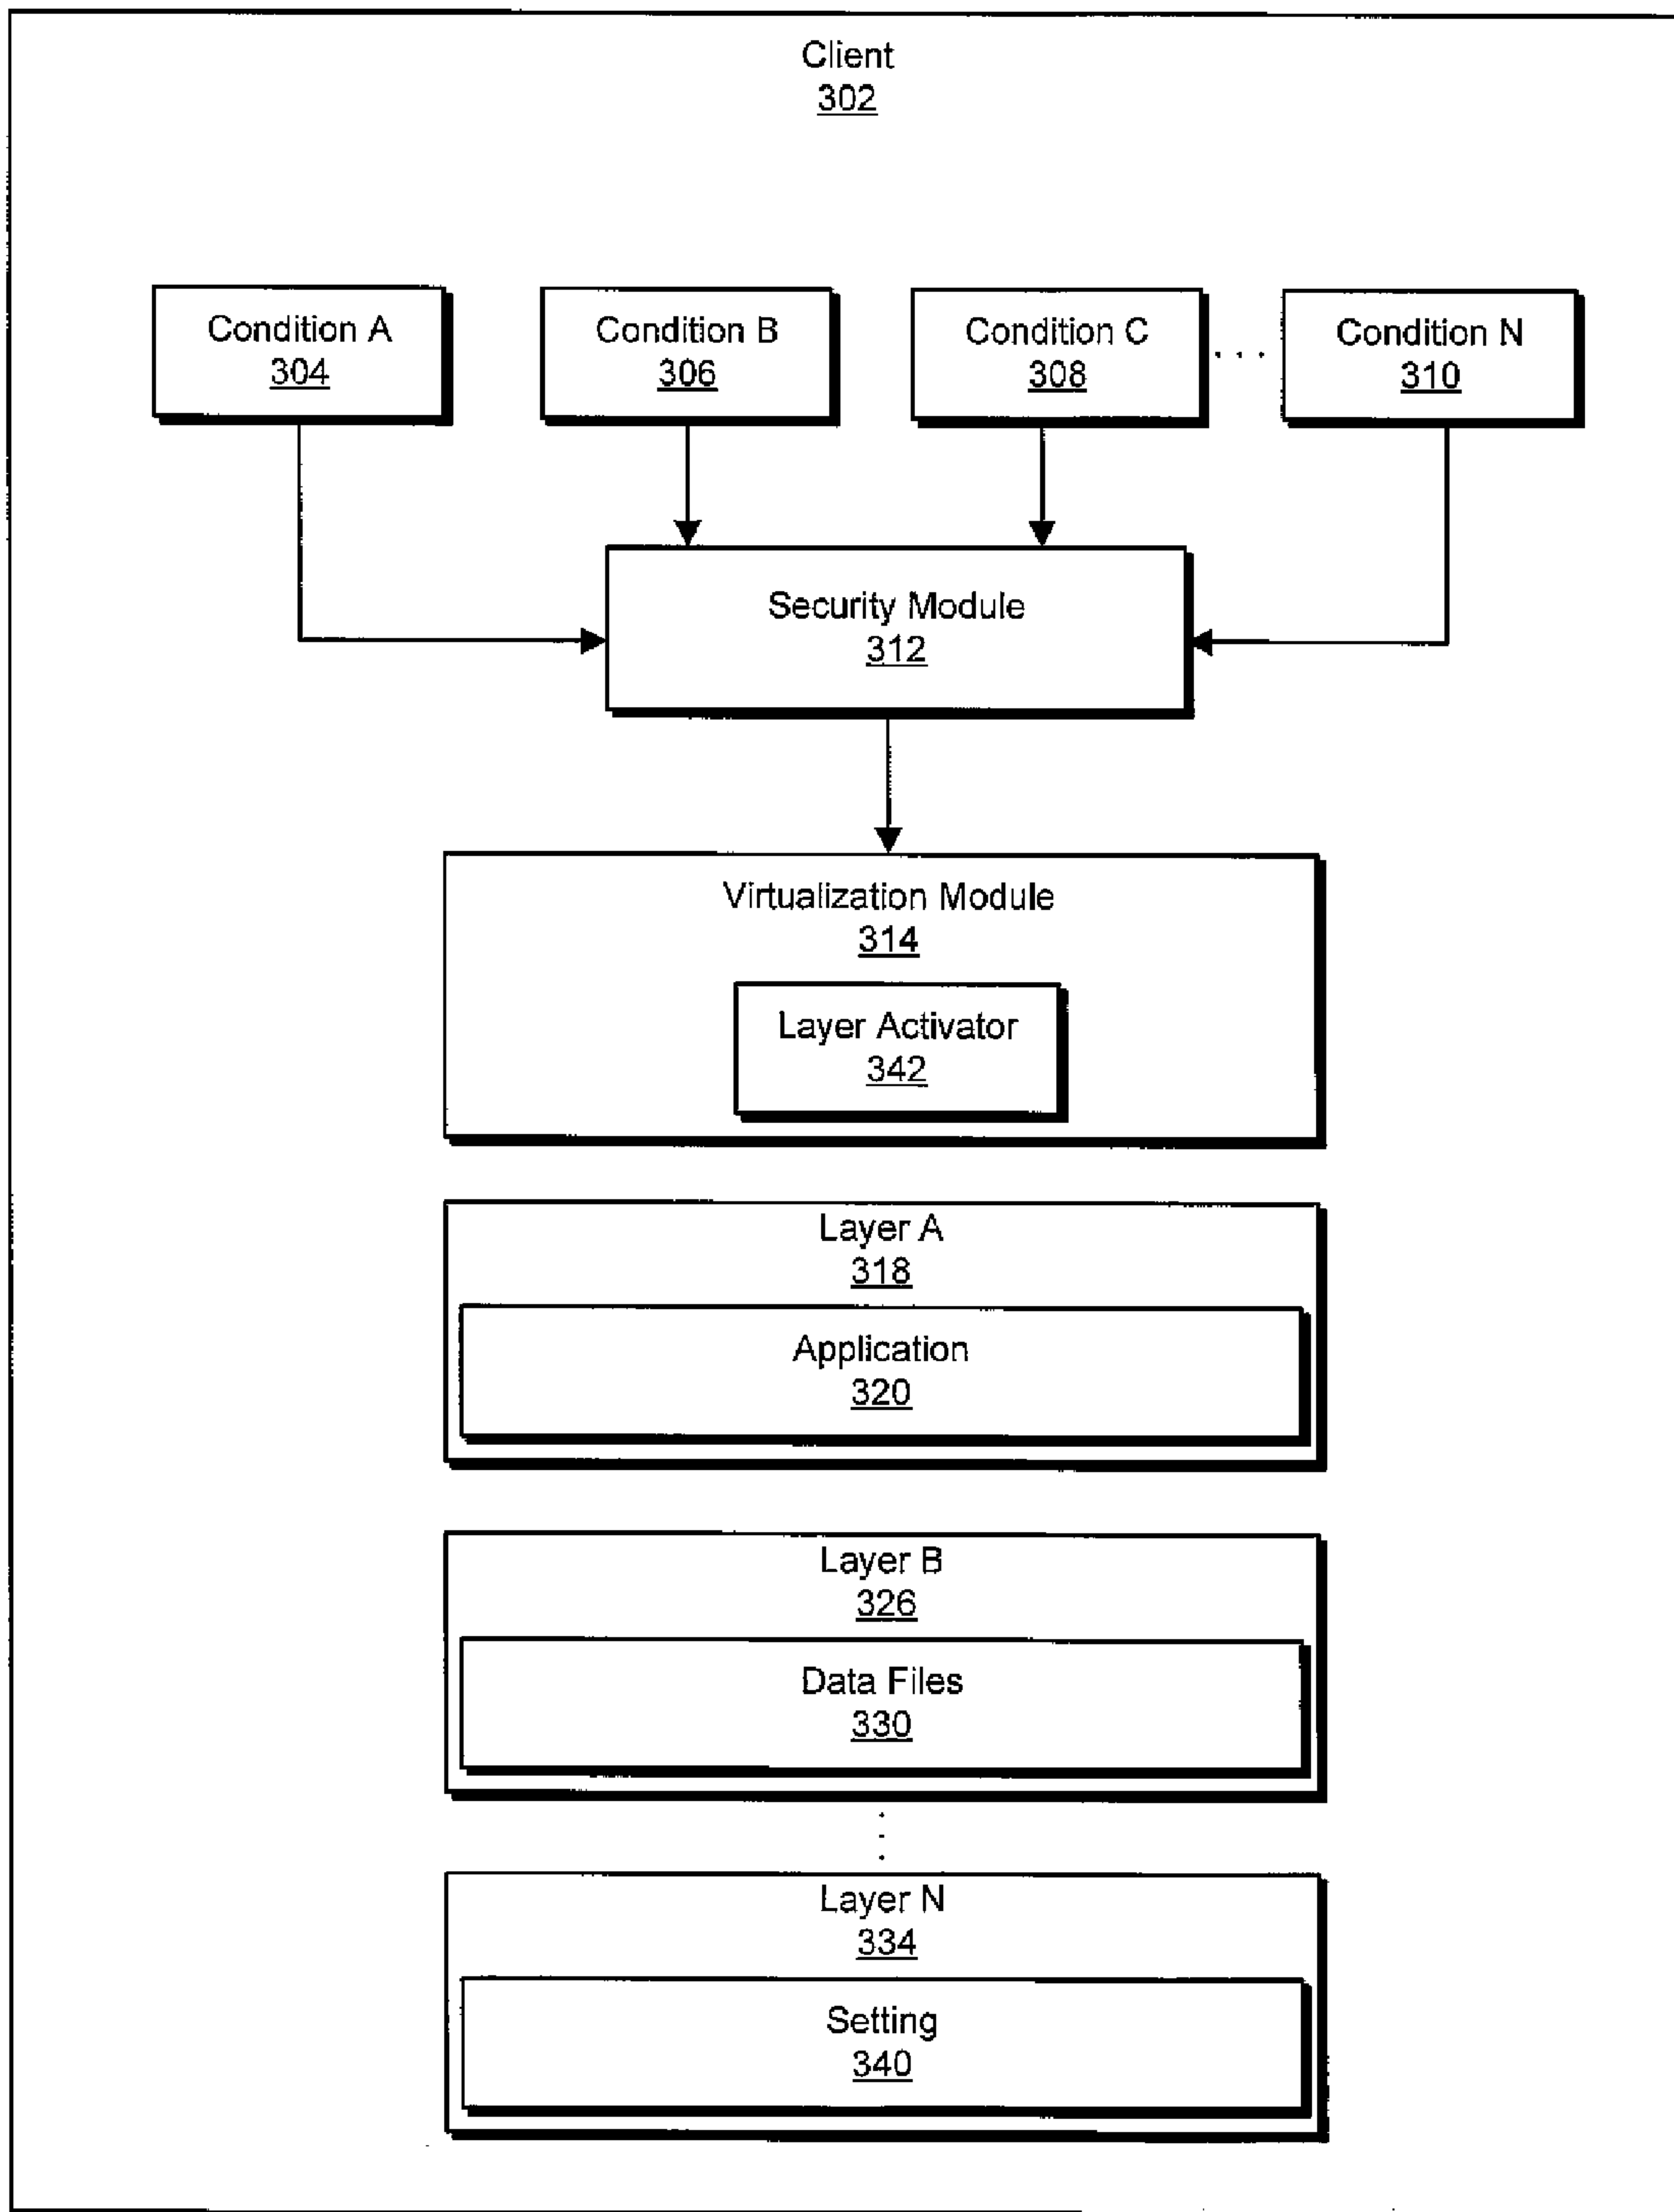 Client
302
Condition A
304
Condition B
306
Condition C
308
. . .
Condition N
310
Security Module
312
Virtualization Module
314
Layer Activator
342
Layer A
318
Application
320
Layer B
326
Data Files
330
Layer N
334
Setting
340